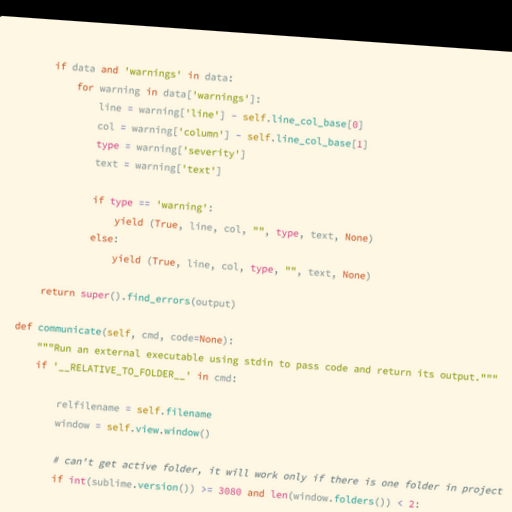 if data and 'warnings' in data:
for warning in data['warnings']:
line = warning['line'] - self.line_col_base[0]
col = warning['column'] - self.line_col_base[1]
type = warning['severity']
text = warning['text']
if type == 'warning':
yield (True, line, col, "", type, text, None)
else:
yield (True, line, col, type, "", text, None)
return super().find_errors(output)
def communicate(self, cmd, code=None):
"""Run an external executable using stdin to pass code and return its output."""
if '__RELATIVE_TO_FOLDER__' in cmd:
relfilename = self.filename
window = self.view.window()
# can't get active folder, it will work only if there is one folder in project
if int(sublime.version()) >= 3080 and len(window.folders()) < 2: